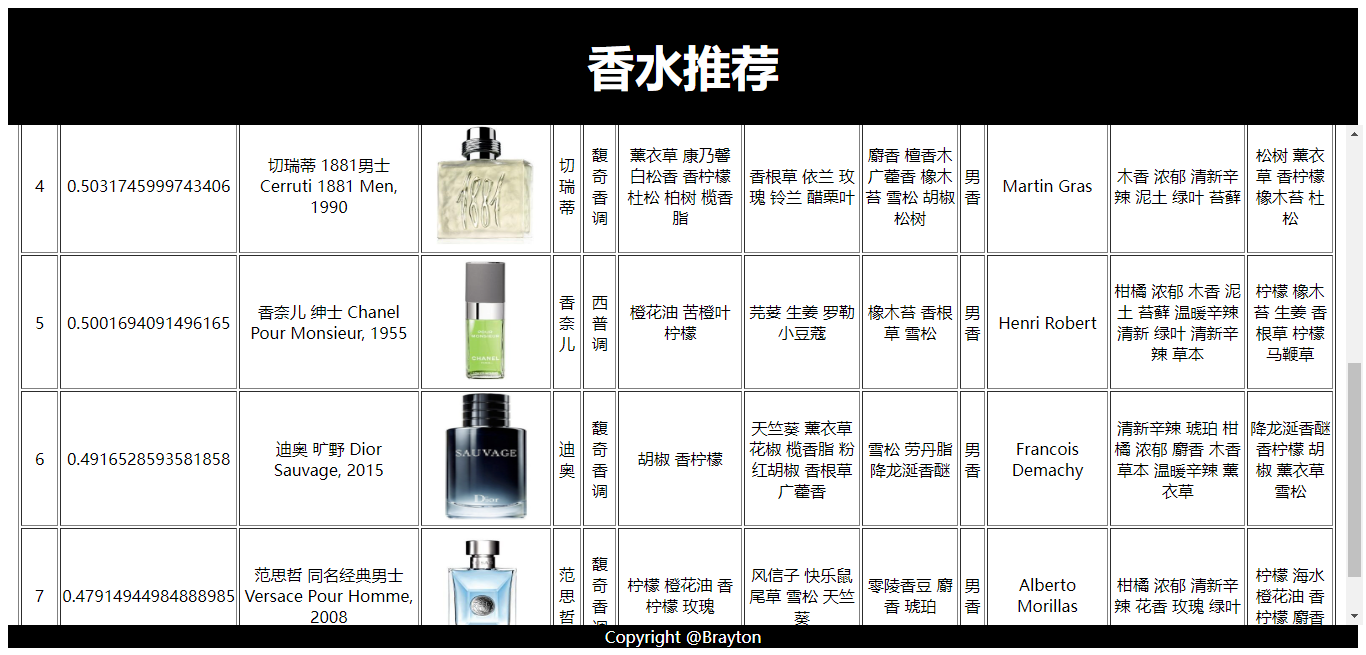 香水推荐
4
0.5031745999743406
切瑞蒂 1881男士
Cerruti 1881 Men,
1990
1881
切
瑞
蒂
馥
奇
香
调
薰衣草 康乃馨
白松香 香柠檬
杜松 柏树 榄香
脂
香根草 依兰 玫
瑰 铃兰 醋栗叶
麝香 檀香木
广藿香 橡木
苔 雪松 胡椒
松树
男
香
Martin Gras
木香 浓郁 清新辛
辣 泥土 绿叶 苔藓
松树 薰衣
草 香柠檬
橡木苔 杜
松
5
0.5001694091496165
香奈儿 绅士 Chanel
Pour Monsieur, 1955
CHANEL
香
奈
儿
西
普
调
橙花油 苦橙叶
柠檬
芫荽 生姜 罗勒
小豆蔻
橡木苔 香根
草 雪松
男
香
Henri Robert
柑橘 浓郁 木香 泥
土 苔藓 温暖辛辣
清新 绿叶 清新辛
辣 草本
柠檬 橡木
苔 生姜 香
根草 柠檬
马鞭草
6
0.4916528593581858
迪奥 旷野 Dior
Sauvage, 2015
SAUVAGE
Dior
迪
奥
馥
奇
香
调
胡椒 香柠檬
天竺葵 薰衣草
花椒 榄香脂 粉
红胡椒 香根草
广藿香
雪松 劳丹脂
降龙涎香醚
男
香
Francois
Demachy
清新辛辣 琥珀 柑
橘 浓郁 麝香 木香
草本 温暖辛辣 薰
衣草
降龙涎香醚
香柠檬 胡
椒 薰衣草
雪松
7
0.47914944984888985
范思哲 同名经典男士
Versace Pour Homme,
2008
范
思
哲
馥
奇
香
调
柠檬 橙花油 香
柠檬 玫瑰
风信子 快乐鼠
尾草 雪松 天竺
葵
零陵香豆 麝
香 琥珀
男
香
Alberto
Morillas
柑橘 浓郁 清新辛
辣 花香 玫瑰 绿叶
柠檬 海水
橙花油 香
柠檬 麝香
Copyright @Brayton